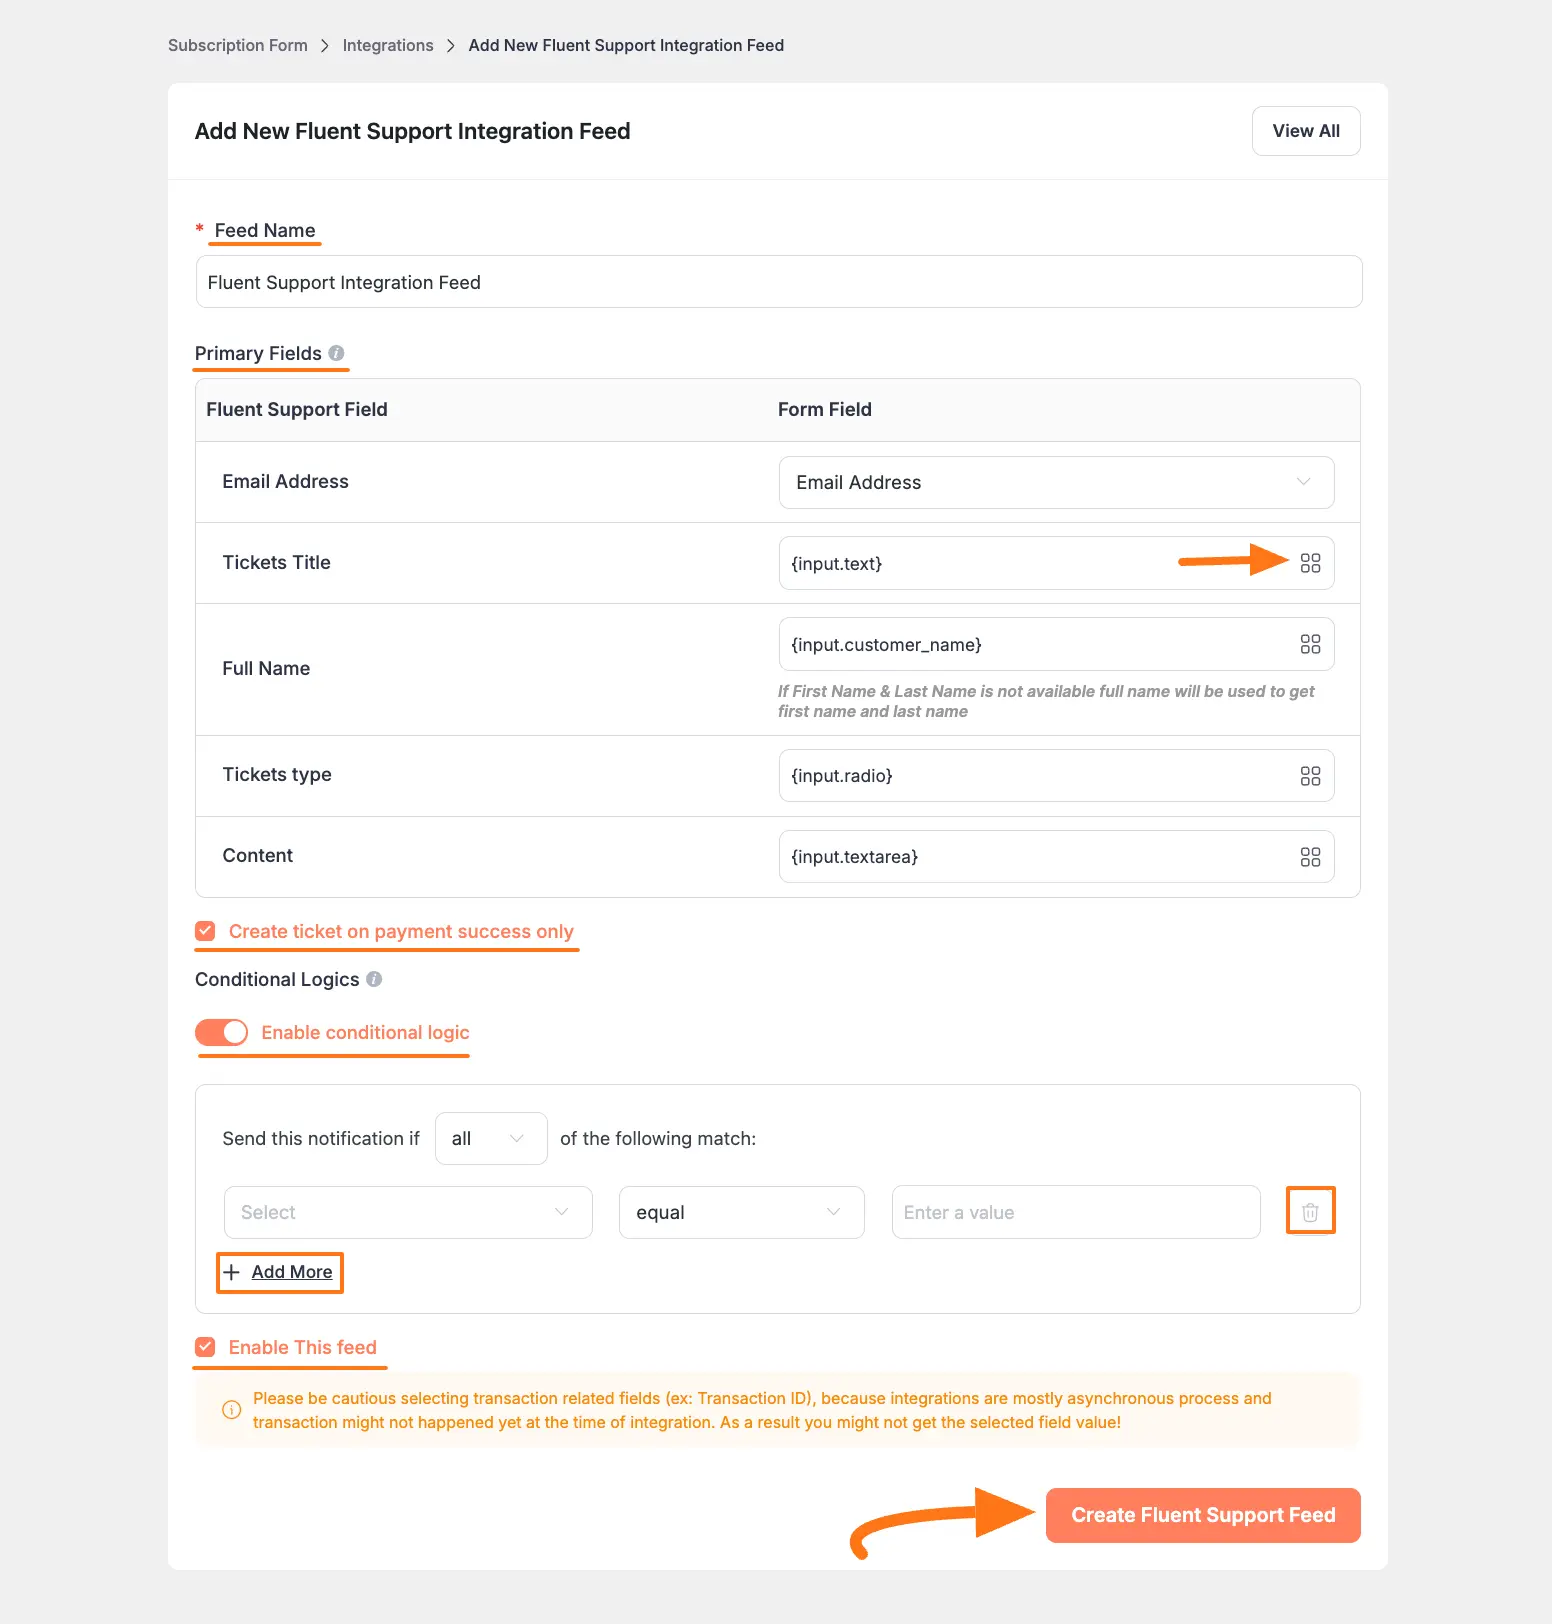 Subscription Form > Integrations > Add New Fluent Support Integration Feed
Add New Fluent Support Integration Feed
View All
* Feed Name
Fluent Support Integration Feed
Primary Fields
Fluent Support Field
Form Field
Email Address
Email Address
Tickets Title
{input.text}
Full Name
{input.customer_name}
If First Name & Last Name is not available full name will be used to get
first name and last name
Tickets type
{input.radio}
Content
{input.textarea}
Create ticket on payment success only
Conditional Logics
Enable conditional logic
Send this notification if all of the following match:
Select
equal
Enter a value
+ Add More
Enable This feed
Please be cautious selecting transaction related fields (ex: Transaction ID), because integrations are mostly asynchronous process and
transaction might not happened yet at the time of integration. As a result you might not get the selected field value!
Create Fluent Support Feed